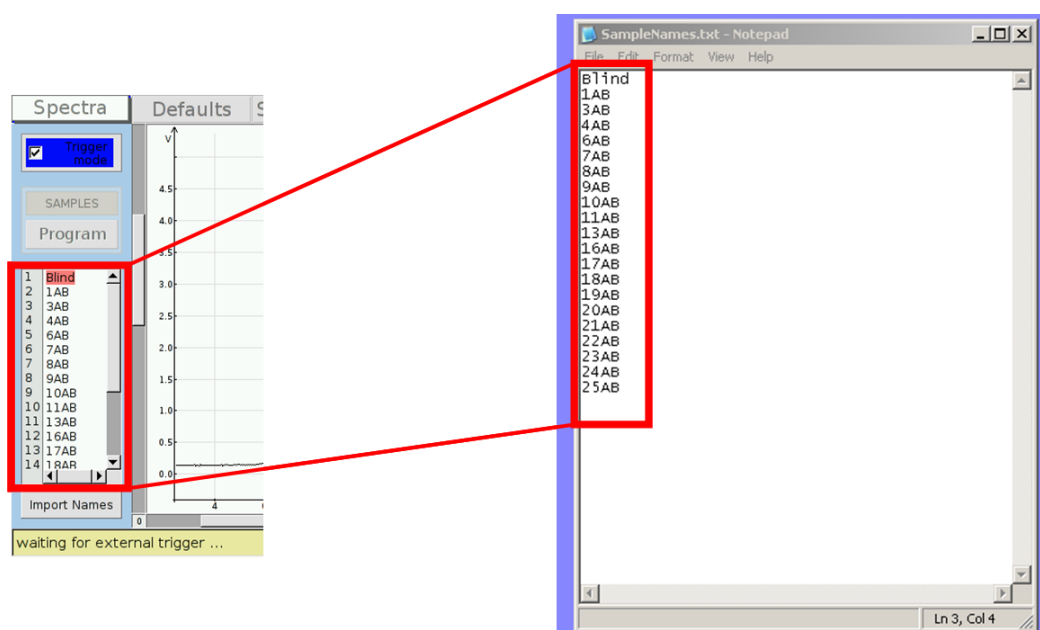 Spectra
Defaults
S
Trigger
mode
SAMPLES
Program
1 Blind
2 1AB
3 3AB
4 4AB
5 6AB
6 7AB
7 8AB
8 9AB
9 10AB
10 11AB
11 13AB
12 16AB
13 17AB
14 18AB
Import Names
waiting for external trigger ...
V
4.5
4.0
3.5
3.0
2.5
2.0
1.5
1.0
0.5
0.0
4
0
SampleNames.txt - Notepad
File Edit Format View Help
Blind
1AB
3AB
4AB
6AB
7AB
8AB
9AB
10AB
11AB
13AB
16AB
17AB
18AB
19AB
20AB
21AB
22AB
23AB
24AB
25AB
Ln 3, Col 4